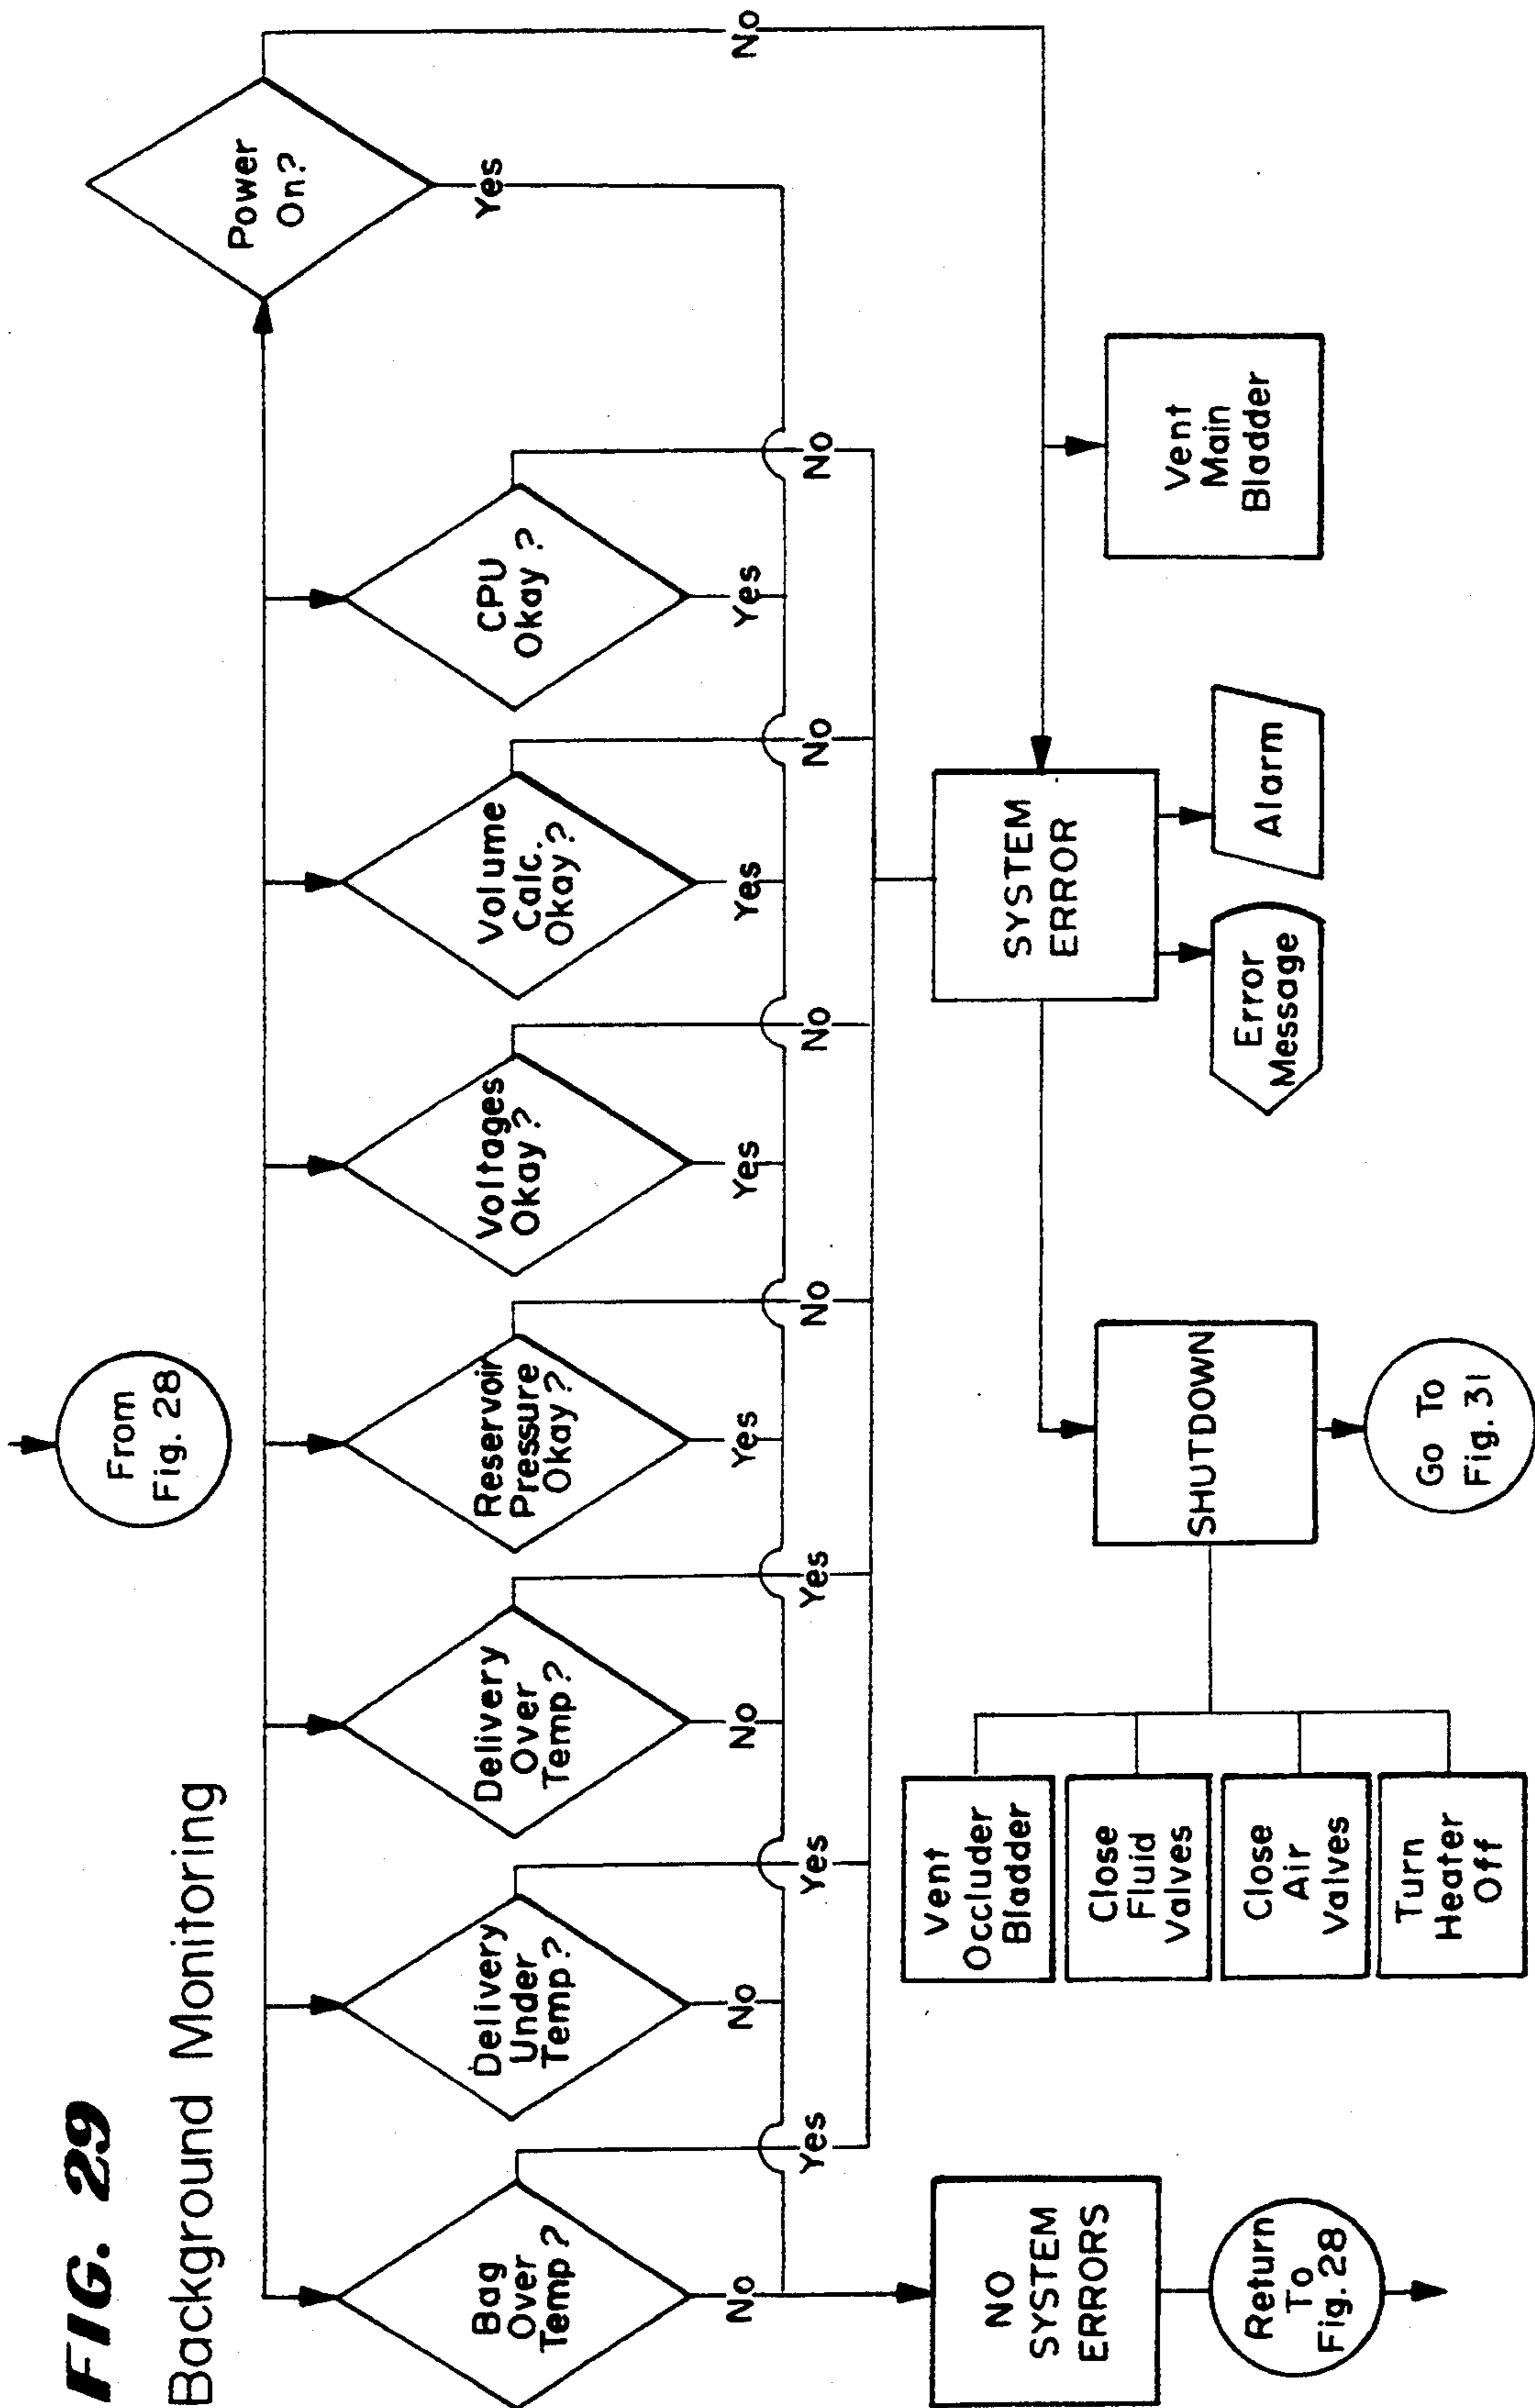 FIG. 29
Background Monitoring
From
Fig. 28
Bag
Over
Temp?
No
Yes
Delivery
Under
Temp?
No
Yes
Delivery
Over
Temp?
No
Yes
Reservoir
Pressure
Okay?
Yes
No
Voltages
Okay?
Yes
No
Volume
Calc.
Okay?
Yes
No
CPU
Okay?
Yes
No
Power
On?
Yes
No
NO
SYSTEM
ERRORS
Return
To
Fig. 28
Vent
Occluder
Bladder
Close
Fluid
Valves
Close
Air
Valves
Turn
Heater
Off
SHUTDOWN
Go To
Fig. 31
SYSTEM
ERROR
Error
Message
Alarm
Vent
Main
Bladder